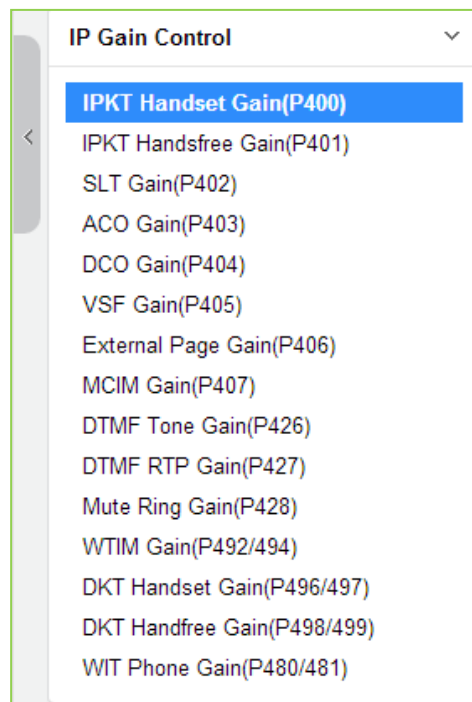 IP Gain Control
IPKT Handset Gain(P400)
IPKT Handsfree Gain(P401)
SLT Gain(P402)
ACO Gain(P403)
DCO Gain(P404)
VSF Gain(P405)
External Page Gain(P406)
MCIM Gain(P407)
DTMF Tone Gain(P426)
DTMF RTP Gain(P427)
Mute Ring Gain(P428)
WTIM Gain(P492/494)
DKT Handset Gain(P496/497)
DKT Handfree Gain(P498/499)
WIT Phone Gain(P480/481)